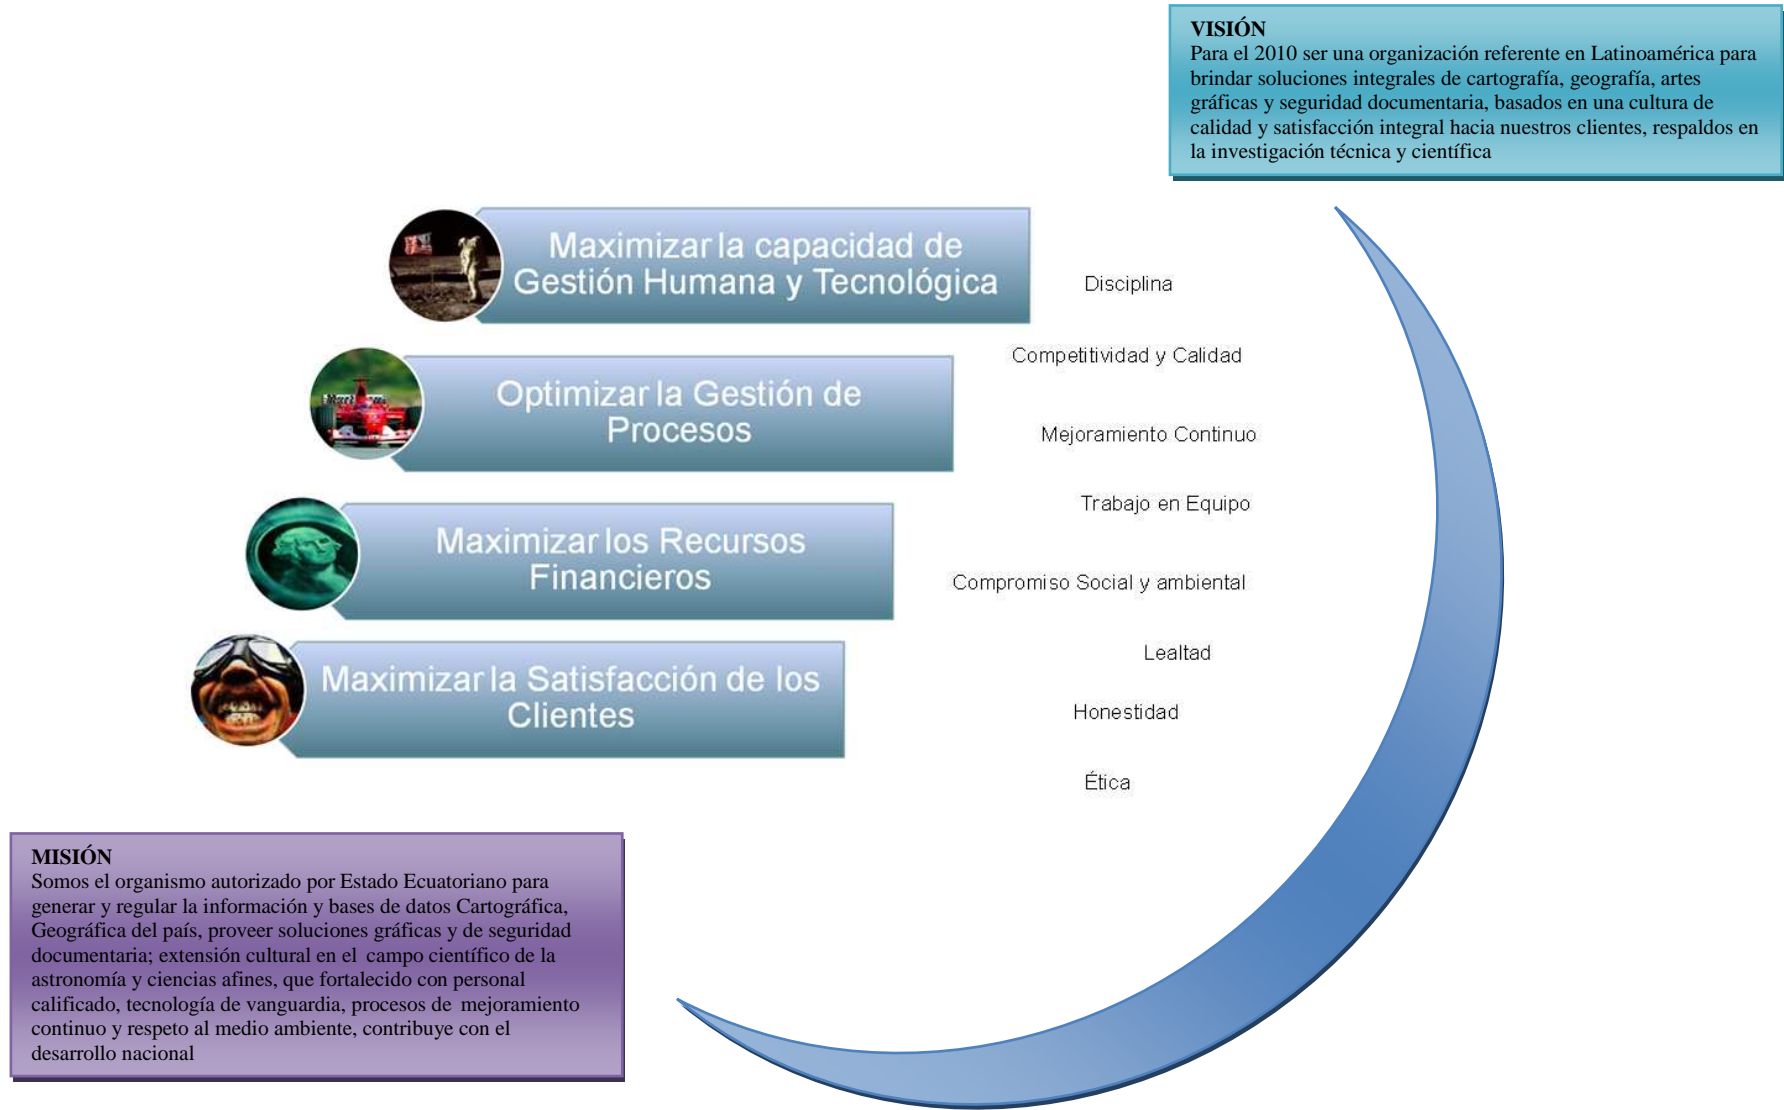 VISIÓN
Para el 2010 ser una organización referente en Latinoamérica para
brindar soluciones integrales de cartografía, geografía, artes
gráficas y seguridad documentaria, basados en una cultura de
calidad y satisfacción integral hacia nuestros clientes, respaldos en
la investigación técnica y científica
Maximizar la capacidad de
Gestión Humana y Tecnológica
Disciplina
Competitividad y Calidad
Optimizar la Gestión de
Procesos
Mejoramiento Continuo
Trabajo en Equipo
Maximizar los Recursos
Financieros
Compromiso Social y ambiental
Lealtad
Maximizar la Satisfacción de los
Clientes
Honestidad
Ética
MISIÓN
Somos el organismo autorizado por Estado Ecuatoriano para
generar y regular la información y bases de datos Cartográfica,
Geográfica del país, proveer soluciones gráficas y de seguridad
documentaria; extensión cultural en el campo científico de la
astronomía y ciencias afines, que fortalecido con personal
calificado, tecnología de vanguardia, procesos de mejoramiento
continuo y respeto al medio ambiente, contribuye con el
desarrollo nacional